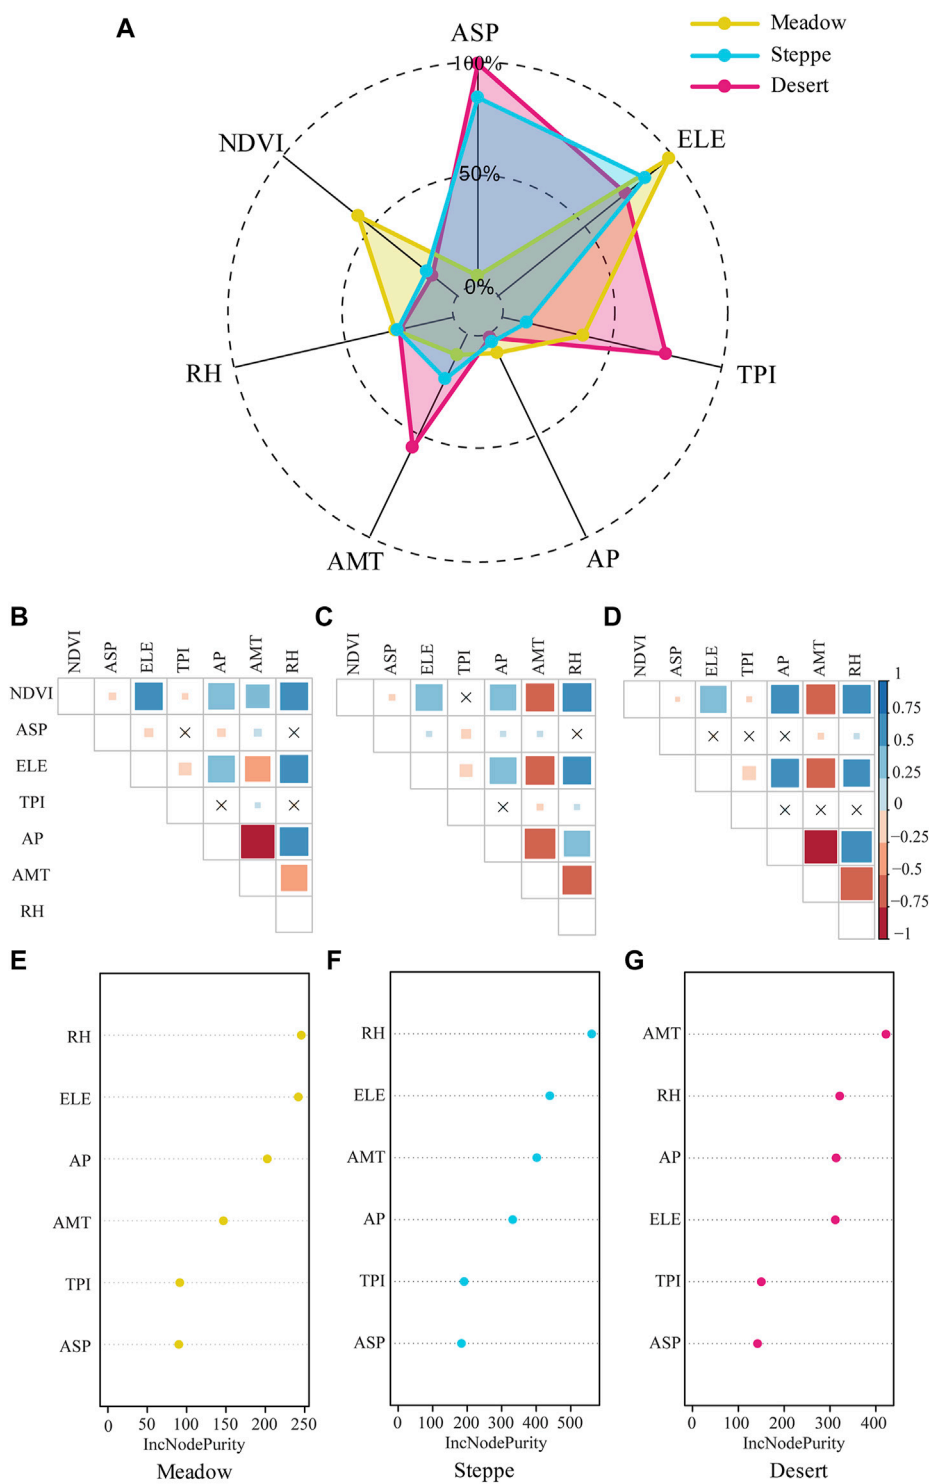 A
Meadow
Steppe
Desert
ASP
100%
NDVI
ELE
50%
0%
RH
TPI
AMT
AP
B
NDVI ASP ELE TPI AP AMT RH
NDVI
ASP
ELE
TPI
AP
AMT
RH
C
NDVI ASP ELE TPI AP AMT RH
D
NDVI ASP ELE TPI AP AMT RH
1
0.75
0.5
0.25
0
−0.25
−0.5
−0.75
−1
E
RH
ELE
AP
AMT
TPI
ASP
0 50 100 150 200 250
IncNodePurity
Meadow
F
RH
ELE
AMT
AP
TPI
ASP
0 100 200 300 400 500
IncNodePurity
Steppe
G
AMT
RH
AP
ELE
TPI
ASP
0 100 200 300 400
IncNodePurity
Desert